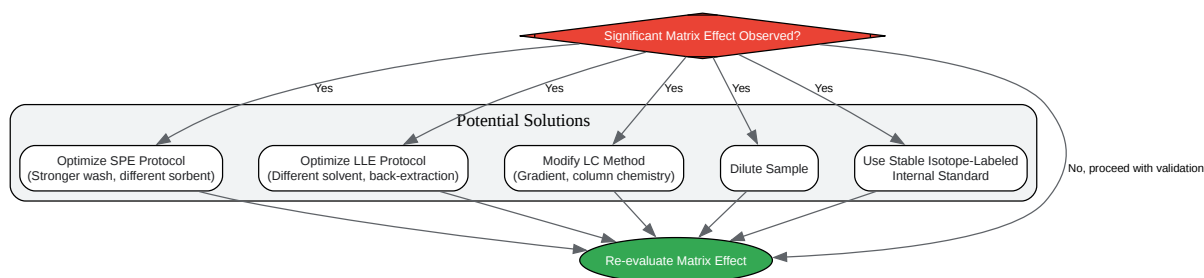 Significant Matrix Effect Observed?
Yes
Yes
Yes
Yes
Yes
Potential Solutions
Optimize SPE Protocol
(Stronger wash, different sorbent)
Optimize LLE Protocol
(Different solvent, back-extraction)
Modify LC Method
(Gradient, column chemistry)
Dilute Sample
Use Stable Isotope-Labeled
Internal Standard
No, proceed with validation
Re-evaluate Matrix Effect